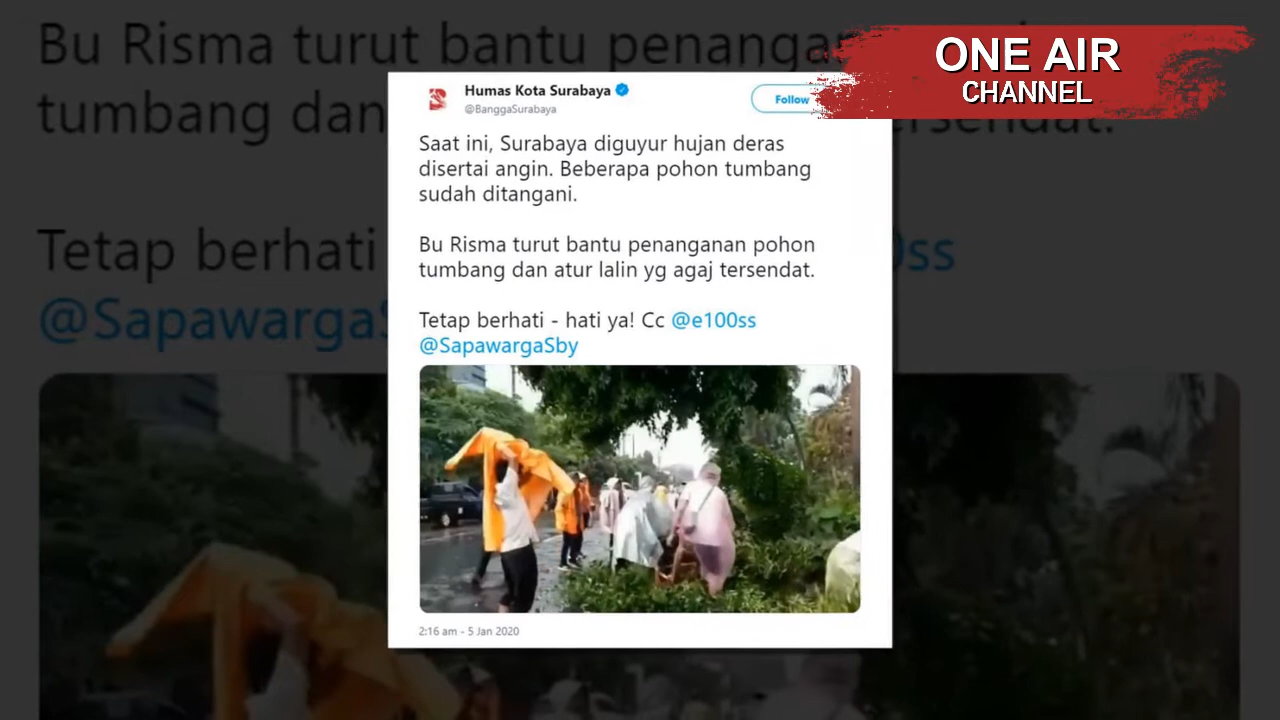 Bu Risma turut bantu penangan
tumbang dan
tersendat.
Tetap berhati
0ss
@SapawargaS
ONE AIR
CHANNEL
Humas Kota Surabaya
@BanggaSurabaya
Follow
Saat ini, Surabaya diguyur hujan deras
disertai angin. Beberapa pohon tumbang
sudah ditangani.
Bu Risma turut bantu penanganan pohon
tumbang dan atur lalin yg agaj tersendat.
Tetap berhati - hati ya! Cc @e100ss
@SapawargaSby
2:16 am - 5 Jan 2020